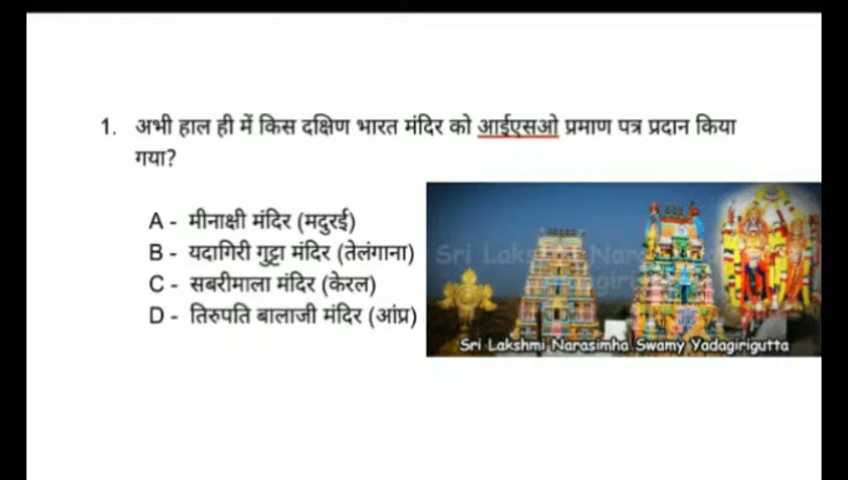 1. अभी हाल ही में किस दक्षिण भारत मंदिर को आईएसओ प्रमाण पत्र प्रदान किया
गया?
A - मीनाक्षी मंदिर (मदुरई)
B - यदागिरी गुट्टा मंदिर (तेलंगाना)
C - सबरीमाला मंदिर (केरल)
D - तिरुपति बालाजी मंदिर (आंप्र)
Sri Lakshmi Narasimha Swamy Yadagirigutta